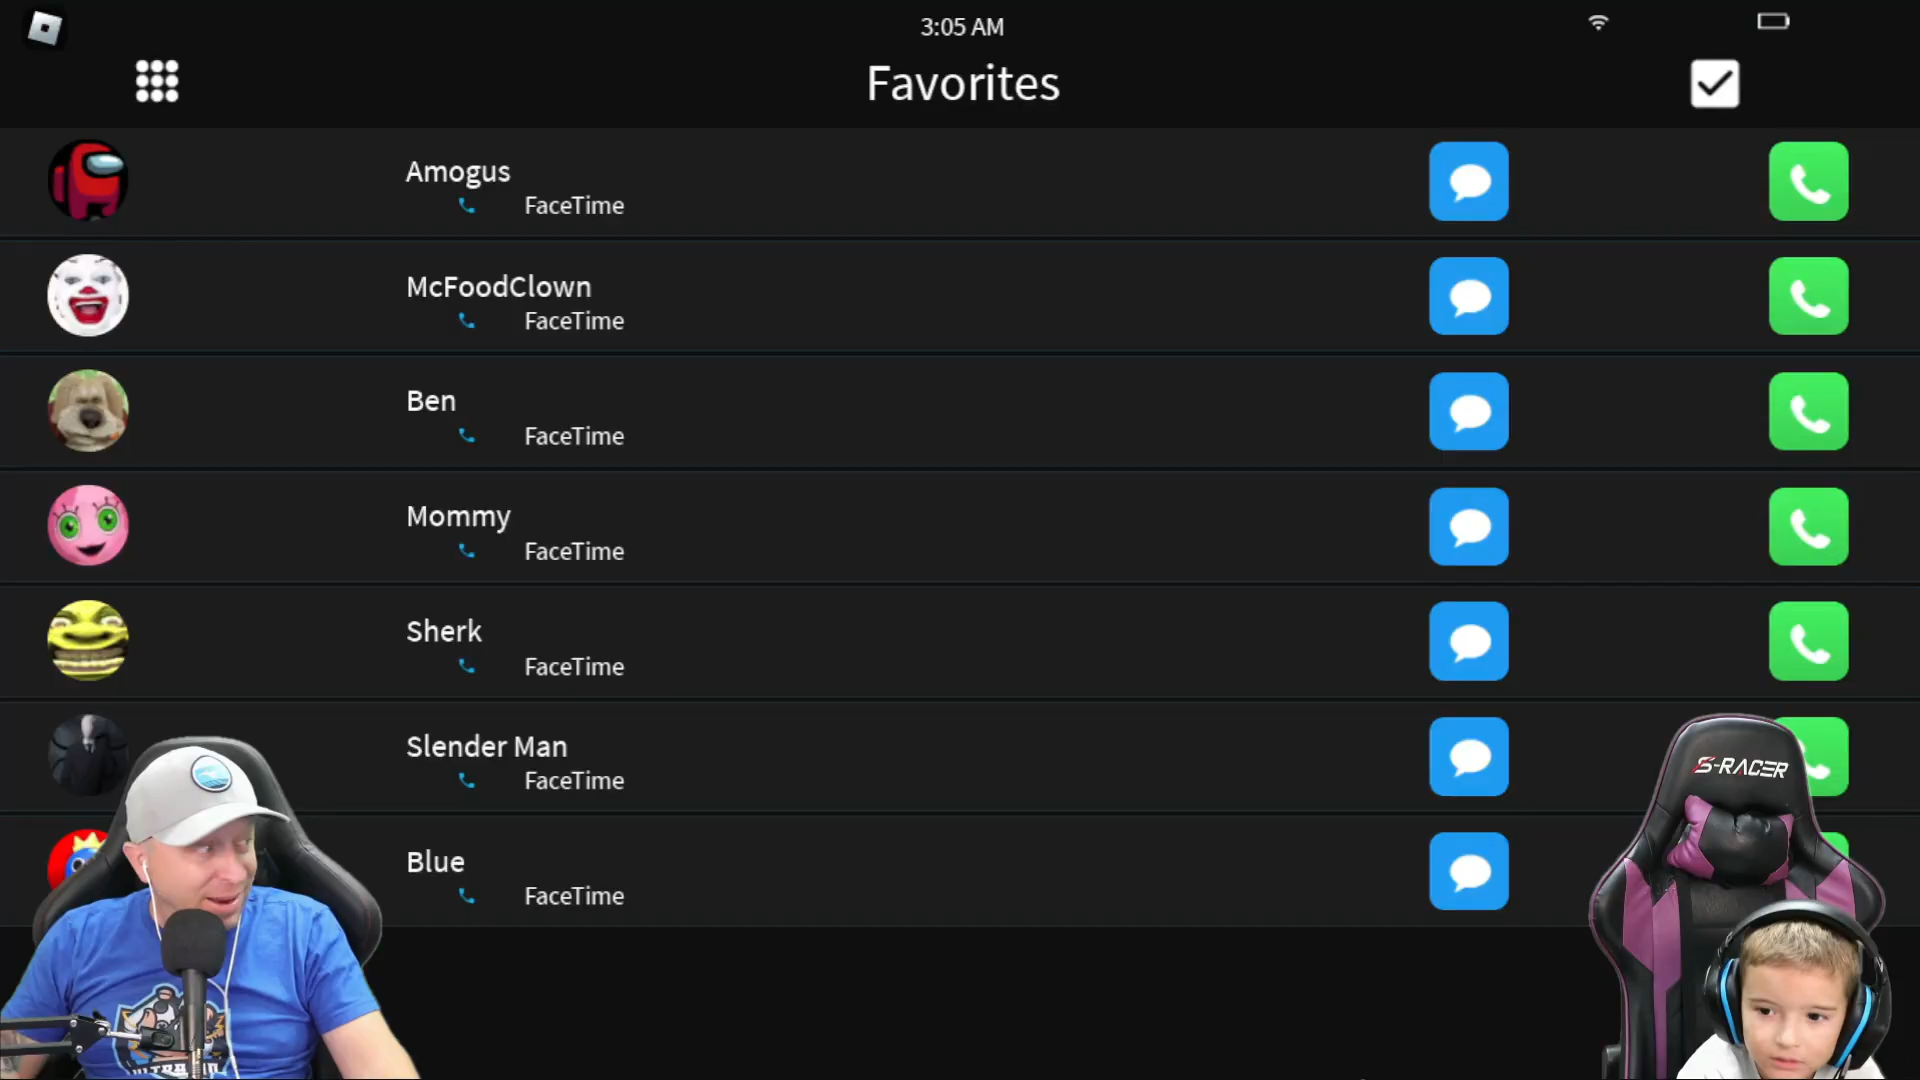 3:05 AM
Favorites
Amogus
FaceTime
McFoodClown
FaceTime
Ben
FaceTime
Mommy
FaceTime
Sherk
FaceTime
Slender Man
FaceTime
Blue
FaceTime
S-RACER